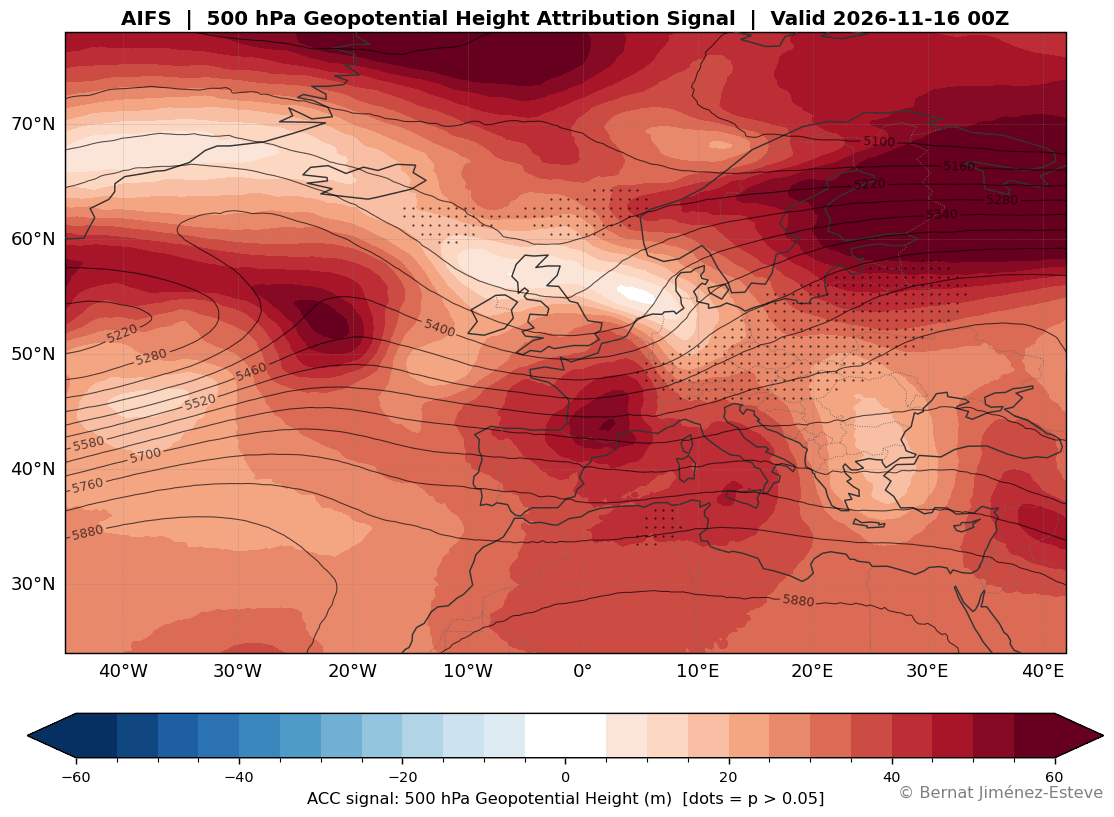 AIFS | 500 hPa Geopotential Height Attribution Signal | Valid 2026-11-16 00Z
70°N
60°N
50°N
40°N
30°N
5100
5160
5220
5280
5340
5220
5280
5400
5460
5520
5580
5700
5760
5880
5880
40°W 30°W 20°W 10°W 0° 10°E 20°E 30°E 40°E
−60 −40 −20 0 20 40 60
ACC signal: 500 hPa Geopotential Height (m) [dots = p > 0.05]
© Bernat Jiménez-Esteve